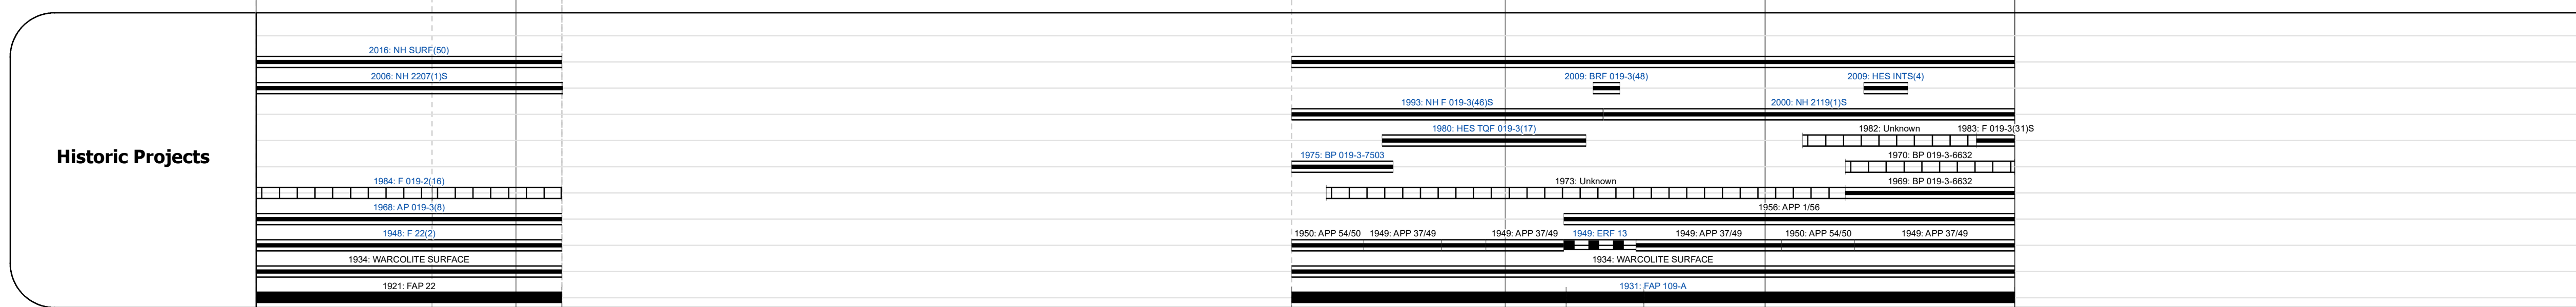 2016: NH SURF(50)
2006: NH 2207(1)S
2009: BRF 019-3(48)
2009: HES INTS(4)
1993: NH F 019-3(46)S
2000: NH 2119(1)S
1980: HES TQF 019-3(17)
1982: Unknown
1983: F 019-3(31)S
Historic Projects
1975: BP 019-3-7503
1970: BP 019-3-6632
1984: F 019-2(16)
1973: Unknown
1969: BP 019-3-6632
1968: AP 019-3(8)
1956: APP 1/56
1948: F 22(2)
1950: APP 54/50
1949: APP 37/49
1949: APP 37/49
1949: ERF 13
1949: APP 37/49
1950: APP 54/50
1949: APP 37/49
1934: WARCOLITE SURFACE
1934: WARCOLITE SURFACE
1921: FAP 22
1931: FAP 109-A